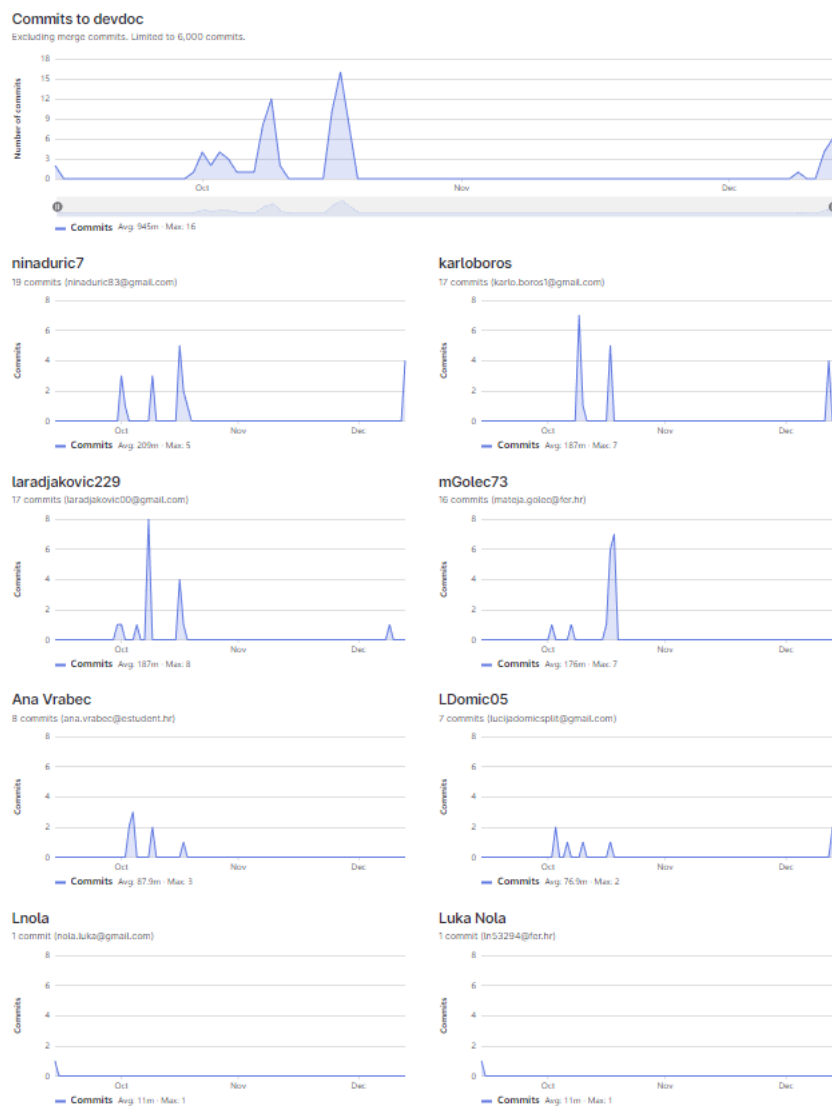 Commits to devdoc
Excluding merge commits. Limited to 6,000 commits.
Number of commits
18
15
12
9
6
3
0
Oct Nov Dec
Commits Avg: 945m · Max: 16
ninaduric7
19 commits (ninaduric83@gmail.com)
Commits
8
6
4
2
0
Oct Nov Dec
Commits Avg: 209m · Max: 5
karloboros
17 commits (karlo.boros1@gmail.com)
Commits
8
6
4
2
0
Oct Nov Dec
Commits Avg: 187m · Max: 7
laradjakovic229
17 commits (laradjakovic00@gmail.com)
Commits
8
6
4
2
0
Oct Nov Dec
Commits Avg: 187m · Max: 8
mGolec73
16 commits (mateja.golec@fer.hr)
Commits
8
6
4
2
0
Oct Nov Dec
Commits Avg: 176m · Max: 7
Ana Vrabec
8 commits (ana.vrabec@estudent.hr)
Commits
8
6
4
2
0
Oct Nov Dec
Commits Avg: 87.9m · Max: 3
LDomic05
7 commits (lucijadomicsplit@gmail.com)
Commits
8
6
4
2
0
Oct Nov Dec
Commits Avg: 76.9m · Max: 2
Lnola
1 commit (nola.luka@gmail.com)
Commits
8
6
4
2
0
Oct Nov Dec
Commits Avg: 11m · Max: 1
Luka Nola
1 commit (ln53294@fer.hr)
Commits
8
6
4
2
0
Oct Nov Dec
Commits Avg: 11m · Max: 1